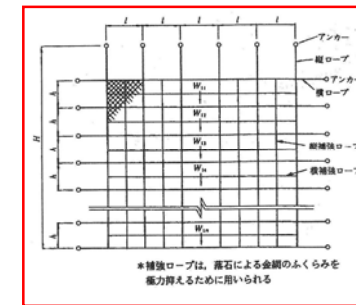 l l l l l
アンカー
縦ロープ
アンカー
横ロープ
H
W₁₁
W₁₂
W₁₃
W₁₄
縦補強ロープ
横補強ロープ
*補強ロープは、落石による金網のふくらみを
極力抑えるために用いられる